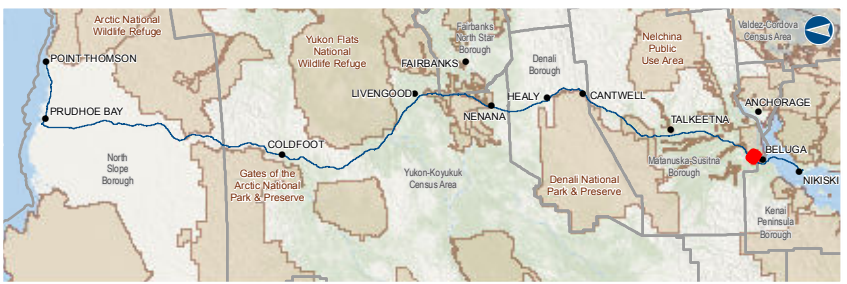 Arctic National
Wildlife Refuge
POINT THOMSON
PRUDHOE BAY
North
Slope
Borough
COLDFOOT
Gates of the
Arctic National
Park & Preserve
Yukon Flats
National
Wildlife Refuge
Fairbanks
North Star
Borough
FAIRBANKS
LIVENGOOD
NENANA
Yukon-Koyukuk
Census Area
Denali
Borough
HEALY
CANTWELL
Denali National
Park & Preserve
Nelchina
Public
Use Area
TALKEETNA
Matanuska-Susitna
Borough
Valdez-Cordova
Census Area
ANCHORAGE
BELUGA
NIKISKI
Kenai
Peninsula
Borough